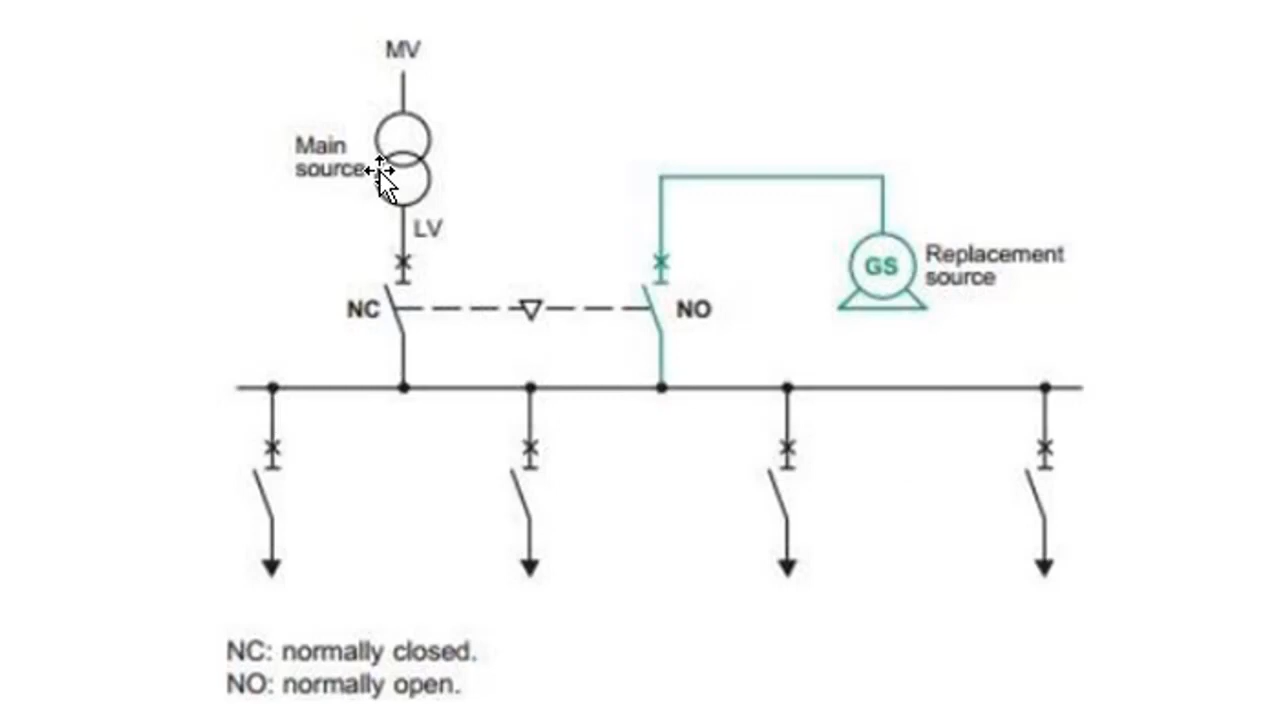 MV
Main
source
LV
NC
NO
GS
Replacement
source
NC: normally closed.
NO: normally open.